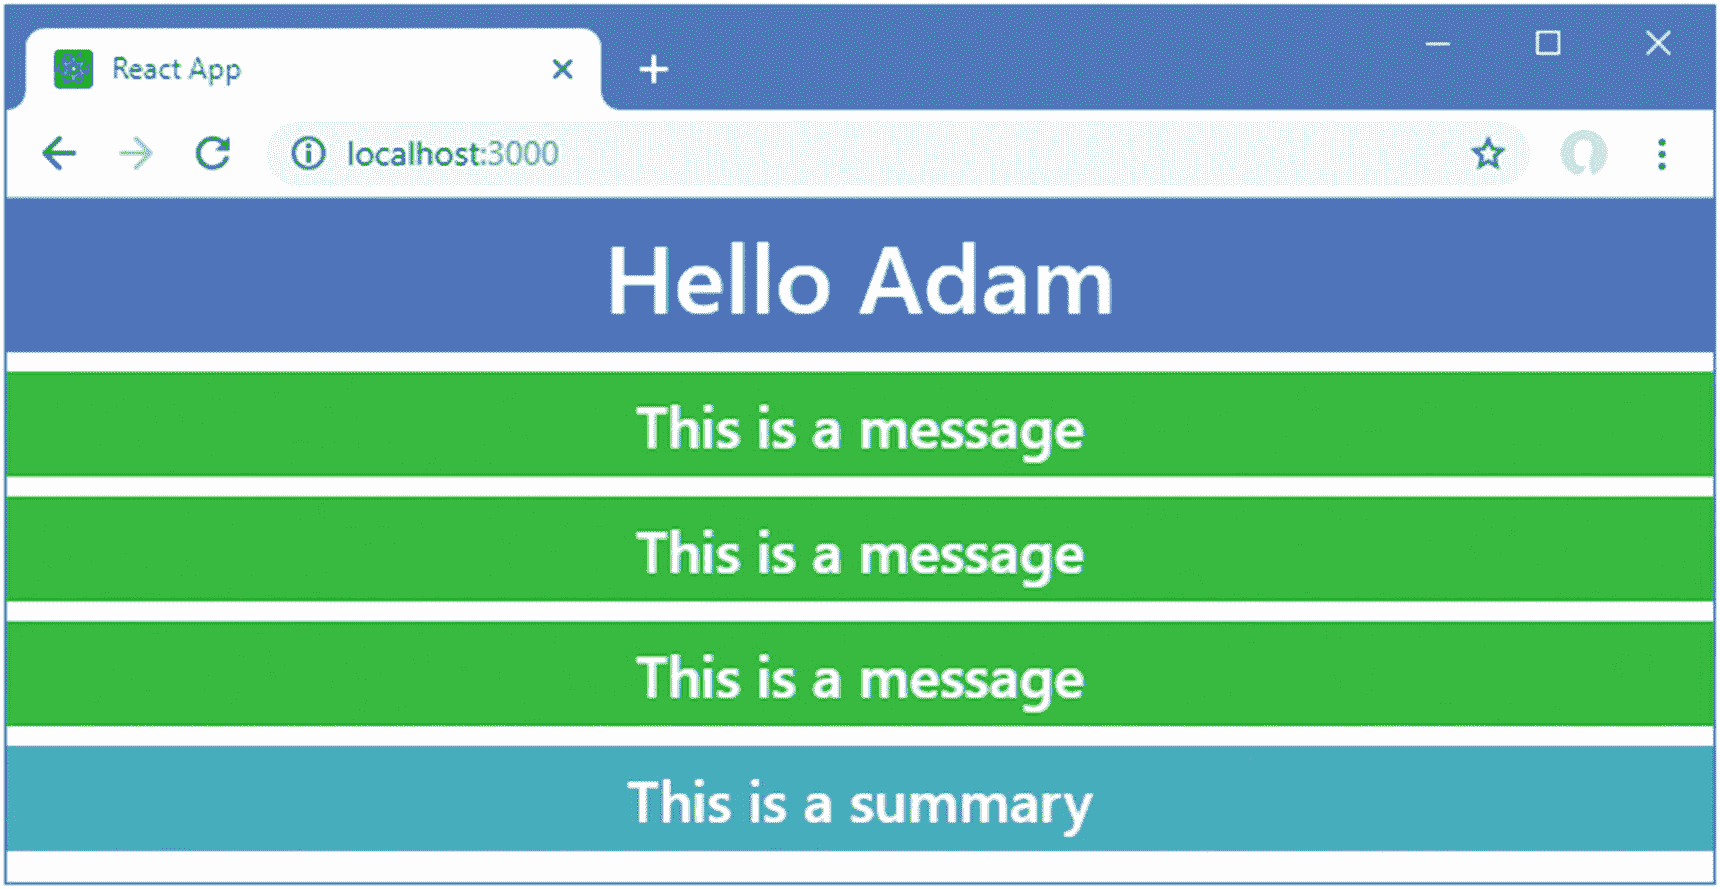 React App
localhost:3000
Hello Adam
This is a message
This is a message
This is a message
This is a summary